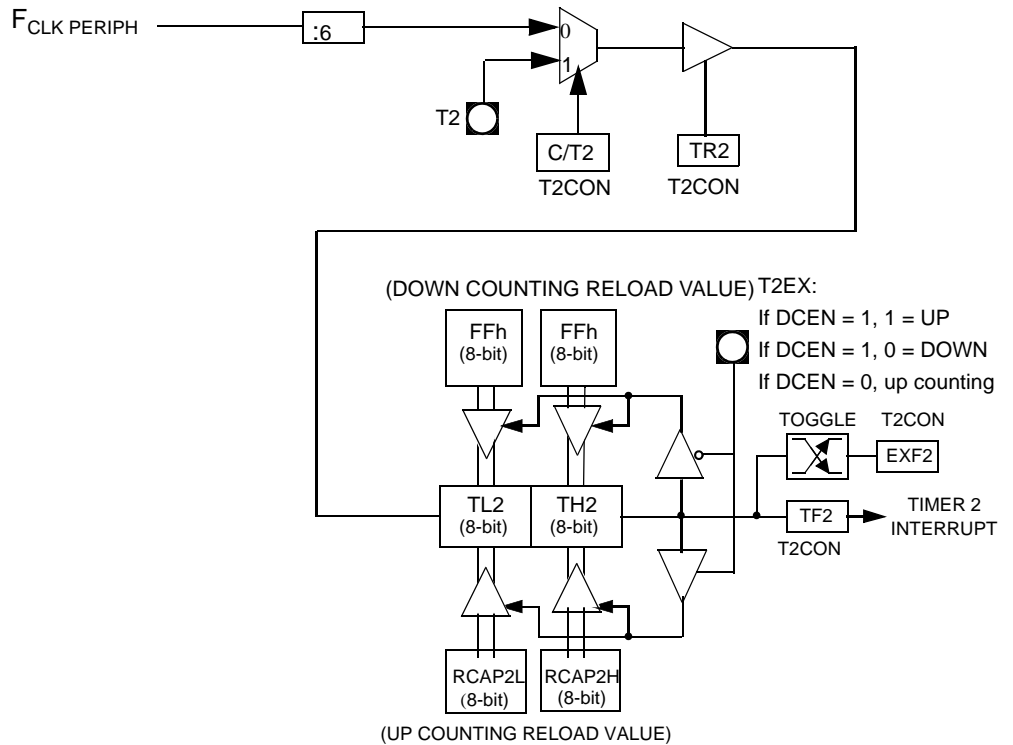 FCLK PERIPH
:6
0
1
T2
C/T2
TR2
T2CON
T2CON
(DOWN COUNTING RELOAD VALUE)
T2EX:
If DCEN = 1, 1 = UP
If DCEN = 1, 0 = DOWN
If DCEN = 0, up counting
FFh
(8-bit)
FFh
(8-bit)
TOGGLE
T2CON
EXF2
TL2
(8-bit)
TH2
(8-bit)
TF2
T2CON
TIMER 2
INTERRUPT
RCAP2L
(8-bit)
RCAP2H
(8-bit)
(UP COUNTING RELOAD VALUE)